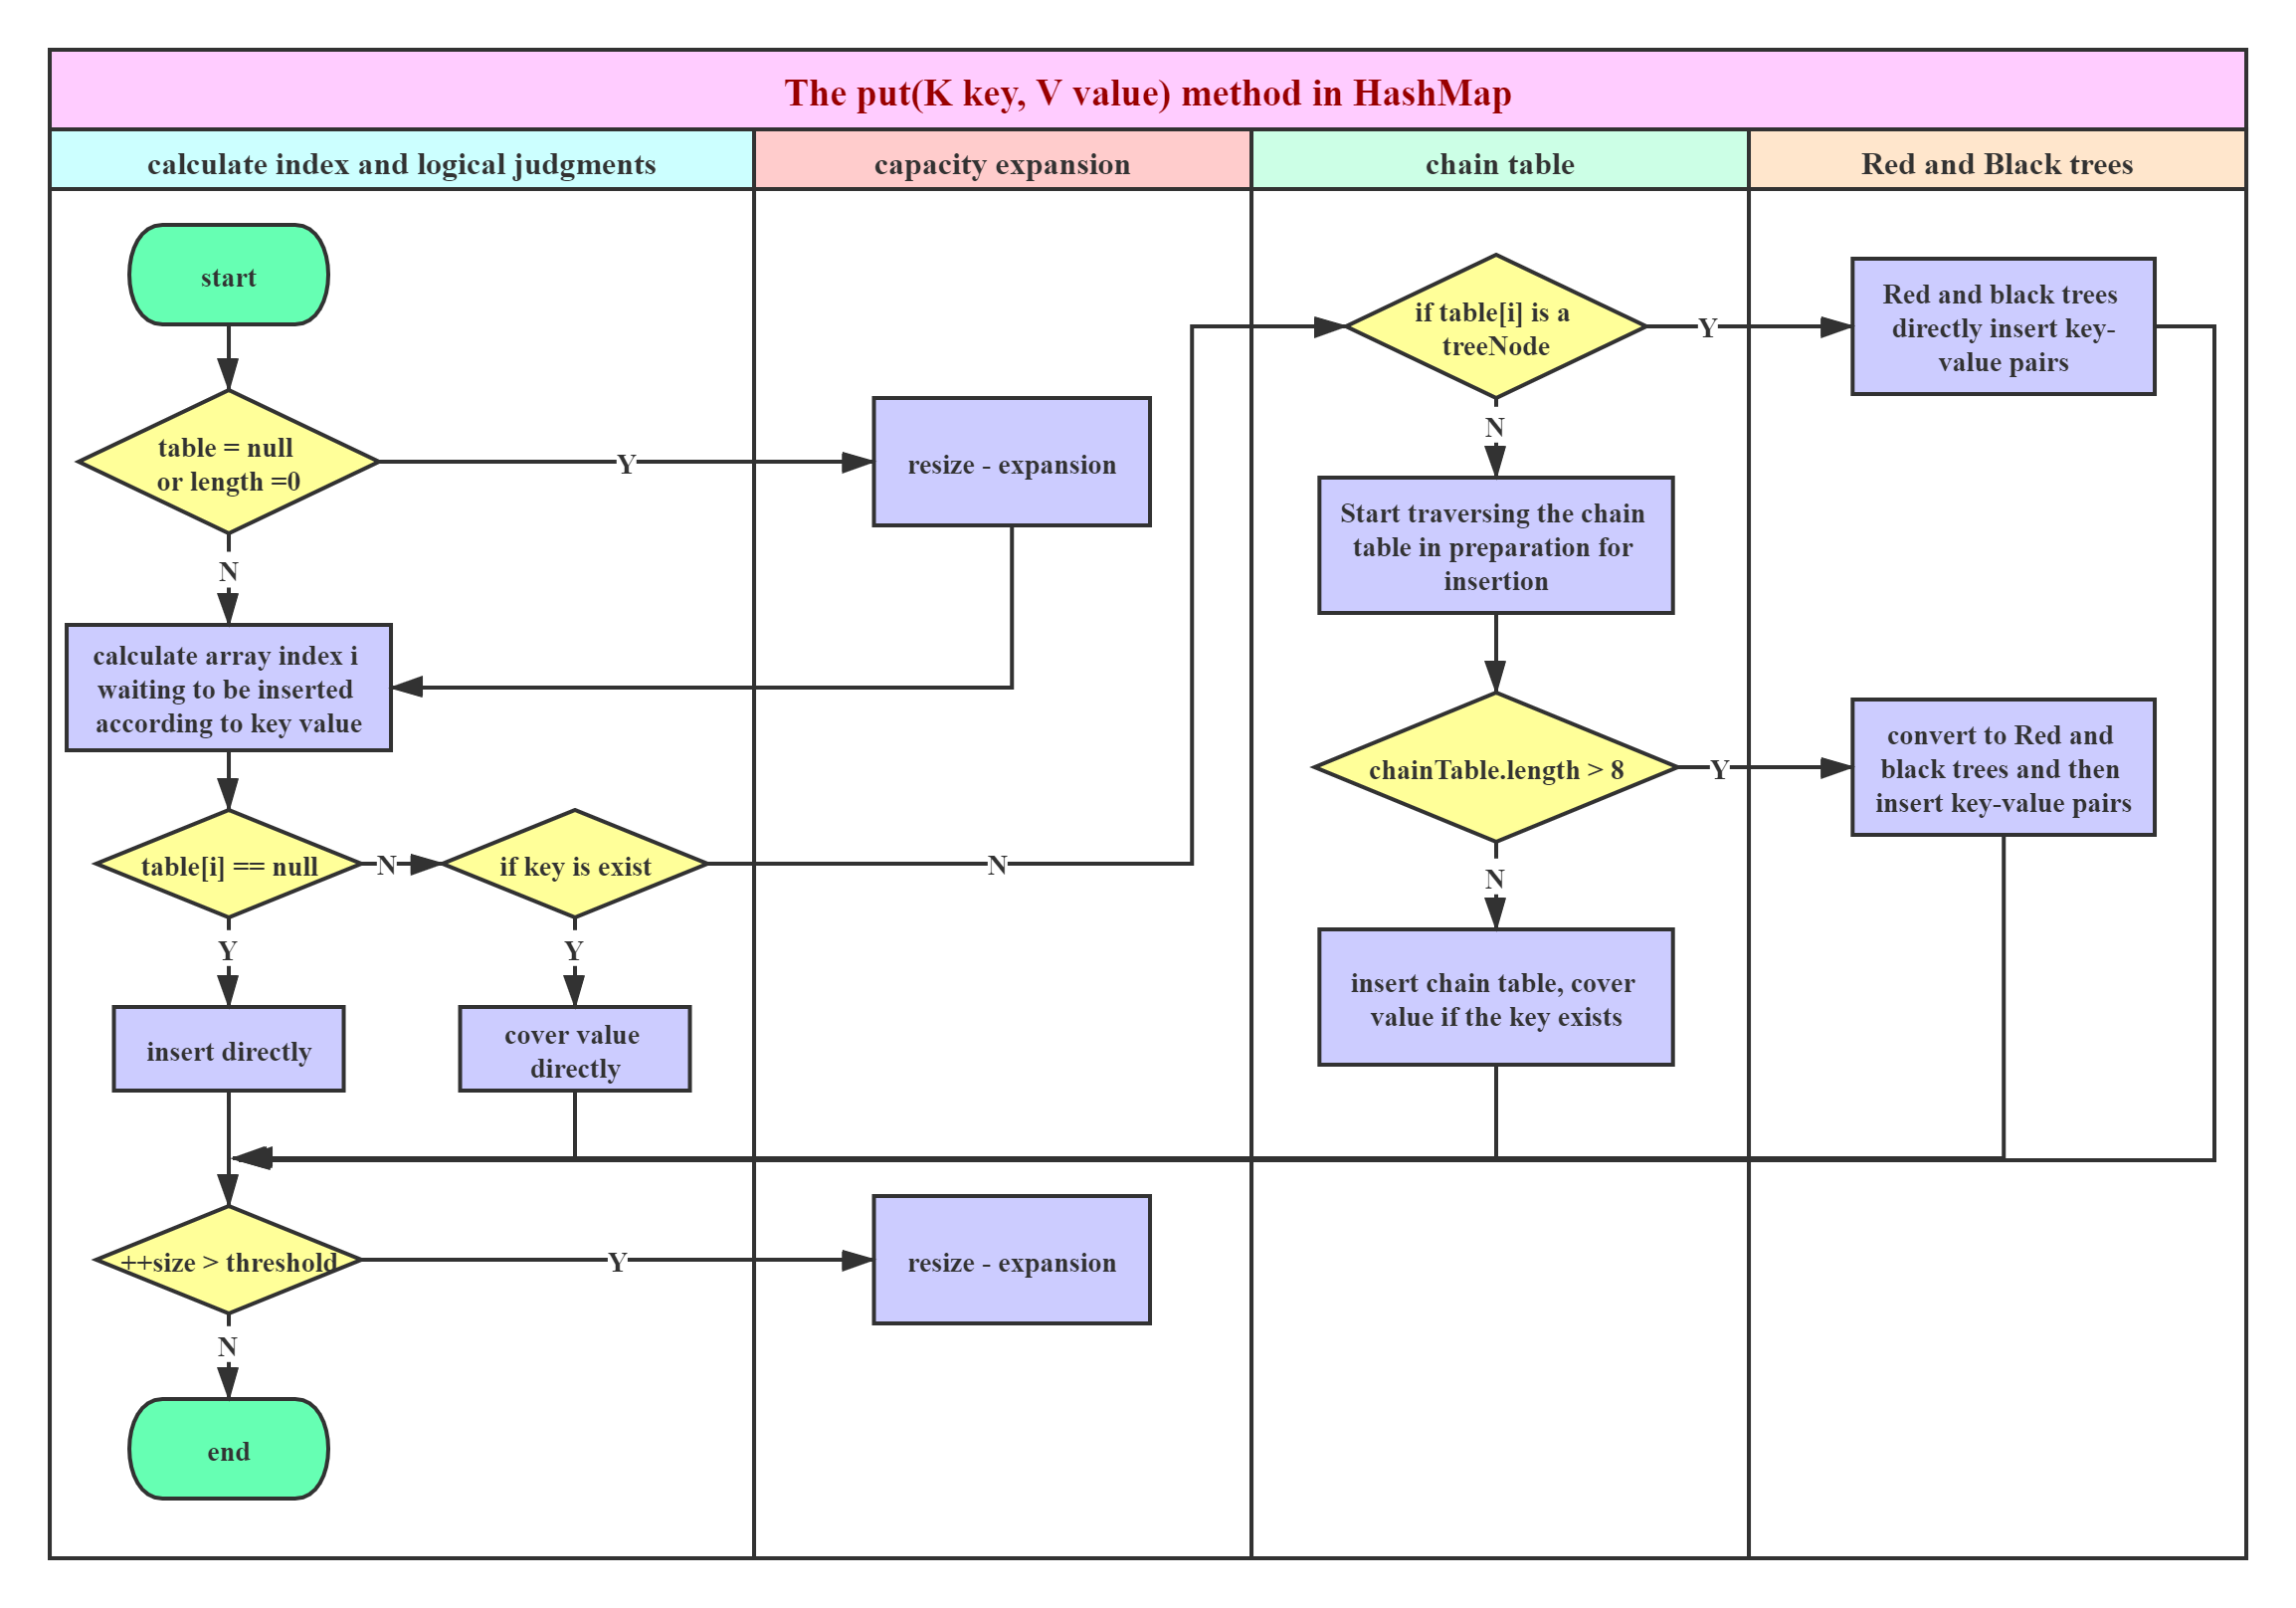 The put(K key, V value) method in HashMap
calculate index and logical judgments
capacity expansion
chain table
Red and Black trees
start
table = null
or length =0
Y
resize - expansion
N
calculate array index i
waiting to be inserted
according to key value
table[i] == null
N
if key is exist
N
Y
Y
insert directly
cover value
directly
if table[i] is a
treeNode
Y
Red and black trees
directly insert key-
value pairs
N
Start traversing the chain
table in preparation for
insertion
chainTable.length > 8
Y
convert to Red and
black trees and then
insert key-value pairs
N
insert chain table, cover
value if the key exists
++size > threshold
Y
resize - expansion
N
end